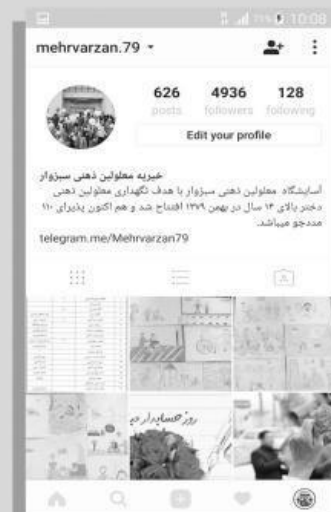 10:08
mehrvarzan.79
626 4936 128
posts followers following
Edit your profile
خیریه معلولین ذهنی سبزوار
آسایشگاه معلولین ذهنی سبزوار با هدف نگهداری معلولین ذهنی
دختر بالای ۱۴ سال در بهمن ۱۳۷۹ افتتاح شد و هم اکنون پذیرای ۱۱۰
مددجو میباشد.
telegram.me/Mehrvarzan79
روز حسابدار